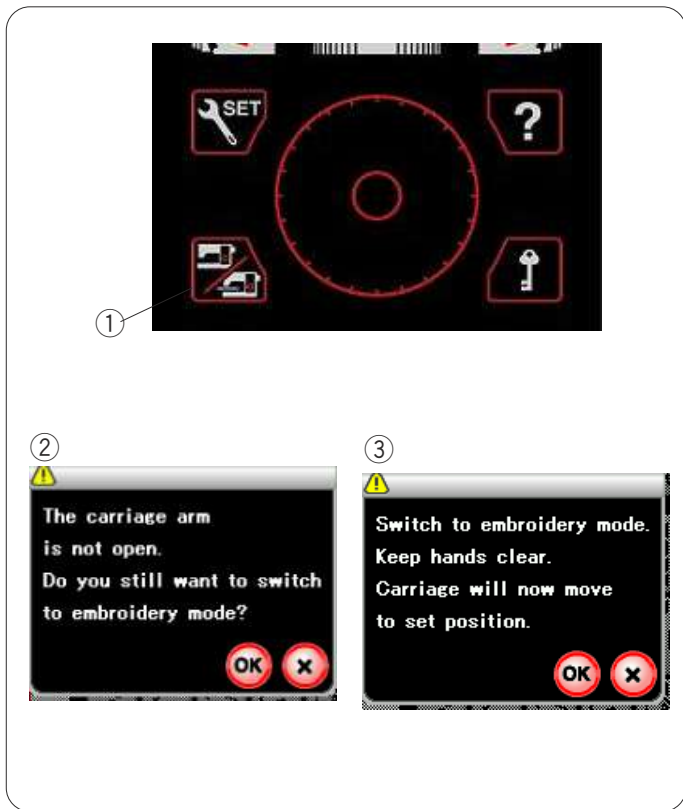 SET
?
①
②
The carriage arm
is not open.
Do you still want to switch
to embroidery mode?
OK ×
③
Switch to embroidery mode.
Keep hands clear.
Carriage will now move
to set position.
OK ×